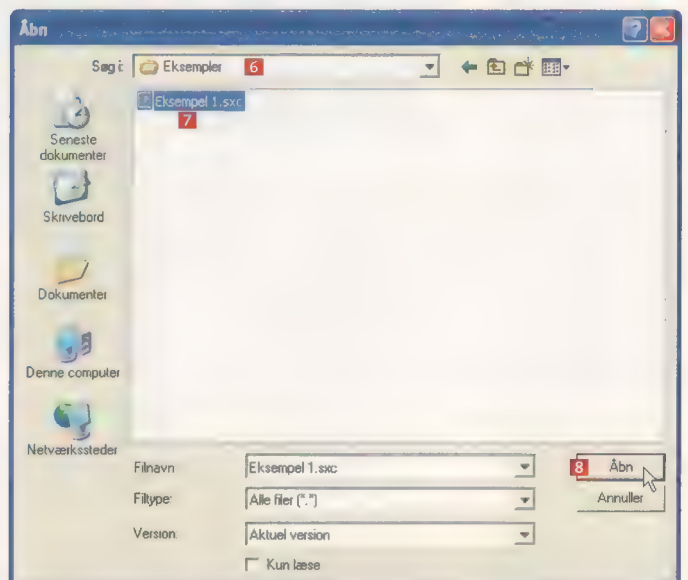 Åbn
Søg i: Eksempler 6
Eksempel 1.sxc
7
Seneste
dokumenter
Skrivebord
Dokumenter
Denne computer
Netværkssteder
Filnavn Eksempel 1.sxc 8 Åbn
Filtype: Alle filer (*.*) Annuller
Version: Aktuel version
Kun læse